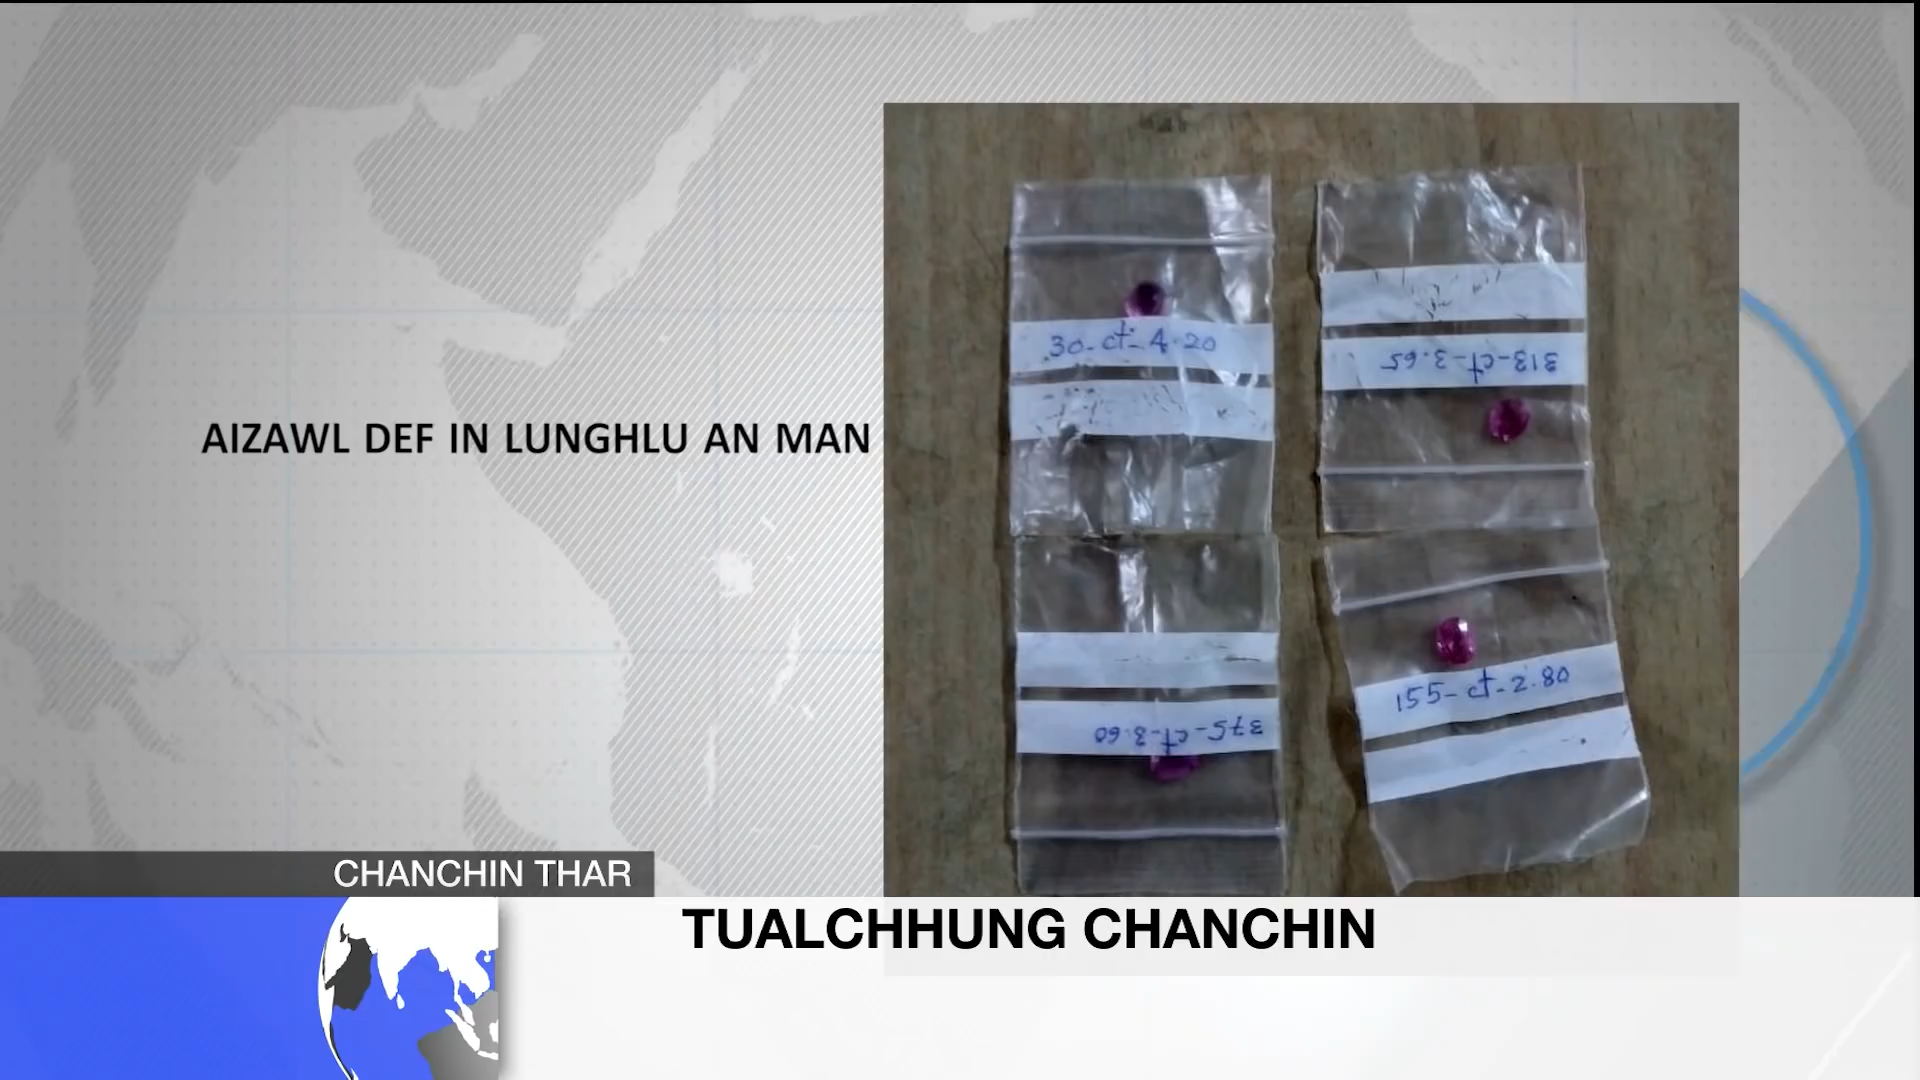 AIZAWL DEF IN LUNGHLU AN MAN
30-ct-4.20
313-ct-3.65
375-ct-3.60
155-ct-2.80
CHANCHIN THAR
TUALCHHUNG CHANCHIN